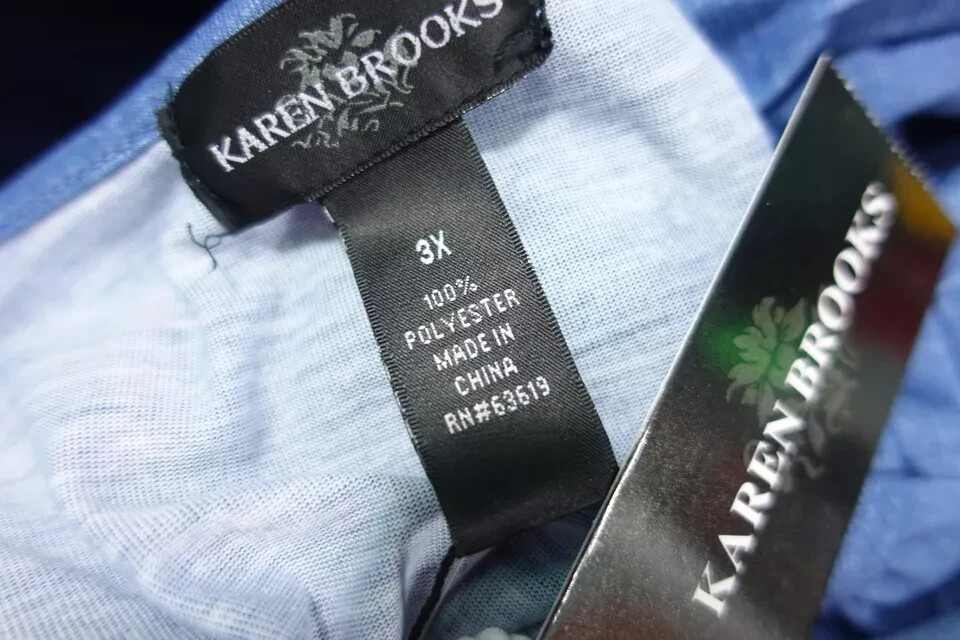 KAREN BROOKS
3X
100%
POLYESTER
MADE IN
CHINA
RN#63619
KAREN BROOKS